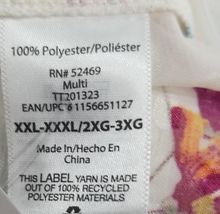 100% Polyester/Poliéster
RN# 52469
Multi
TT201323
EAN/UPC # 1156651127
XXL-XXXL/2XG-3XG
Made in/Hecho En
China
THIS LABEL YARN IS MADE
OUT OF 100% RECYCLED
POLYESTER MATERIALS